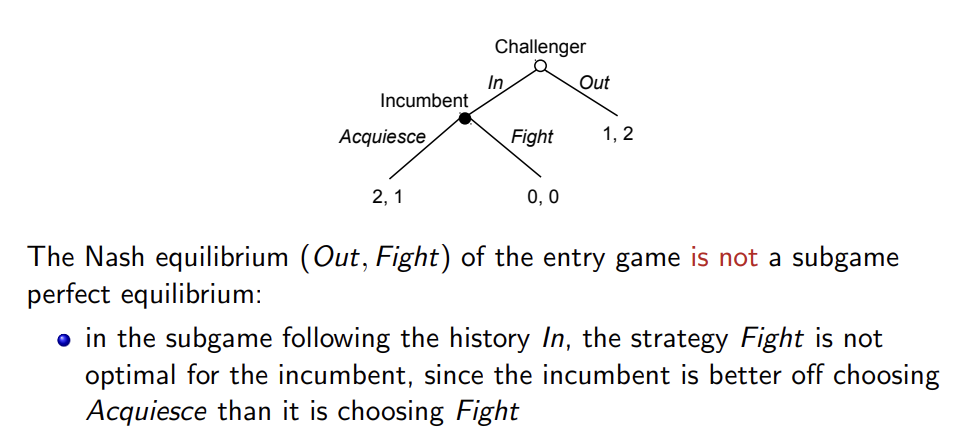 Challenger
In
Out
Incumbent
Acquiesce
Fight
1, 2
2, 1
0, 0
The Nash equilibrium (Out, Fight) of the entry game is not a subgame
perfect equilibrium:
in the subgame following the history In, the strategy Fight is not
optimal for the incumbent, since the incumbent is better off choosing
Acquiesce than it is choosing Fight